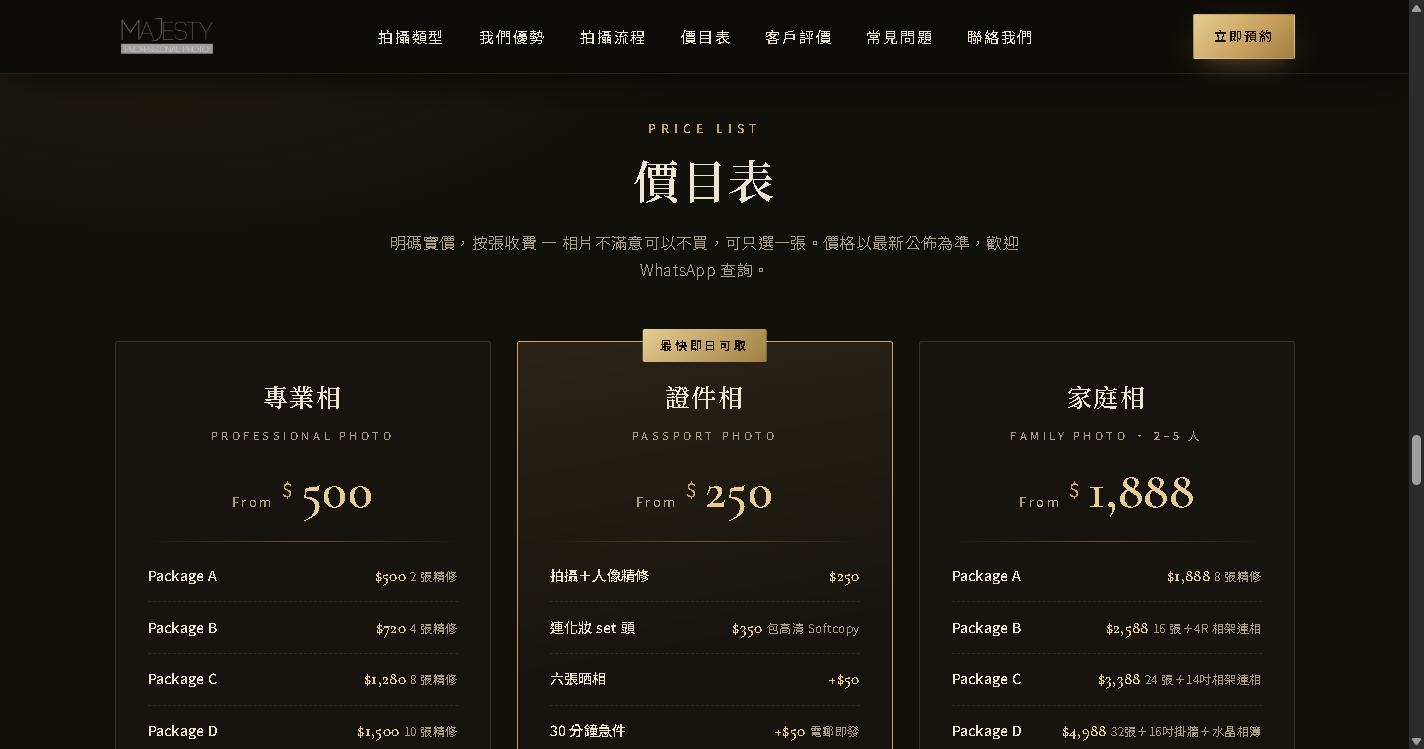 MAJESTY
PROFESSIONAL PHOTO
拍攝類型 我們優勢 拍攝流程 價目表 客戶評價 常見問題 聯絡我們
立即預約
PRICE LIST
價目表
明碼實價，按張收費 — 相片不滿意可以不買，可只選一張。價格以最新公佈為準，歡迎
WhatsApp 查詢。
專業相
PROFESSIONAL PHOTO
From $ 500
Package A $500 2 張精修
Package B $720 4 張精修
Package C $1,280 8 張精修
Package D $1,500 10 張精修
最快即日可取
證件相
PASSPORT PHOTO
From $ 250
拍攝＋人像精修 $250
連化妝 set 頭 $350 包高清 Softcopy
六張晒相 +$50
30 分鐘急件 +$50 電郵即發
家庭相
FAMILY PHOTO · 2–5 人
From $ 1,888
Package A $1,888 8 張精修
Package B $2,588 16 張＋4R 相架連相
Package C $3,388 24 張＋14吋相架連相
Package D $4,988 32張＋16吋掛牆＋水晶相簿